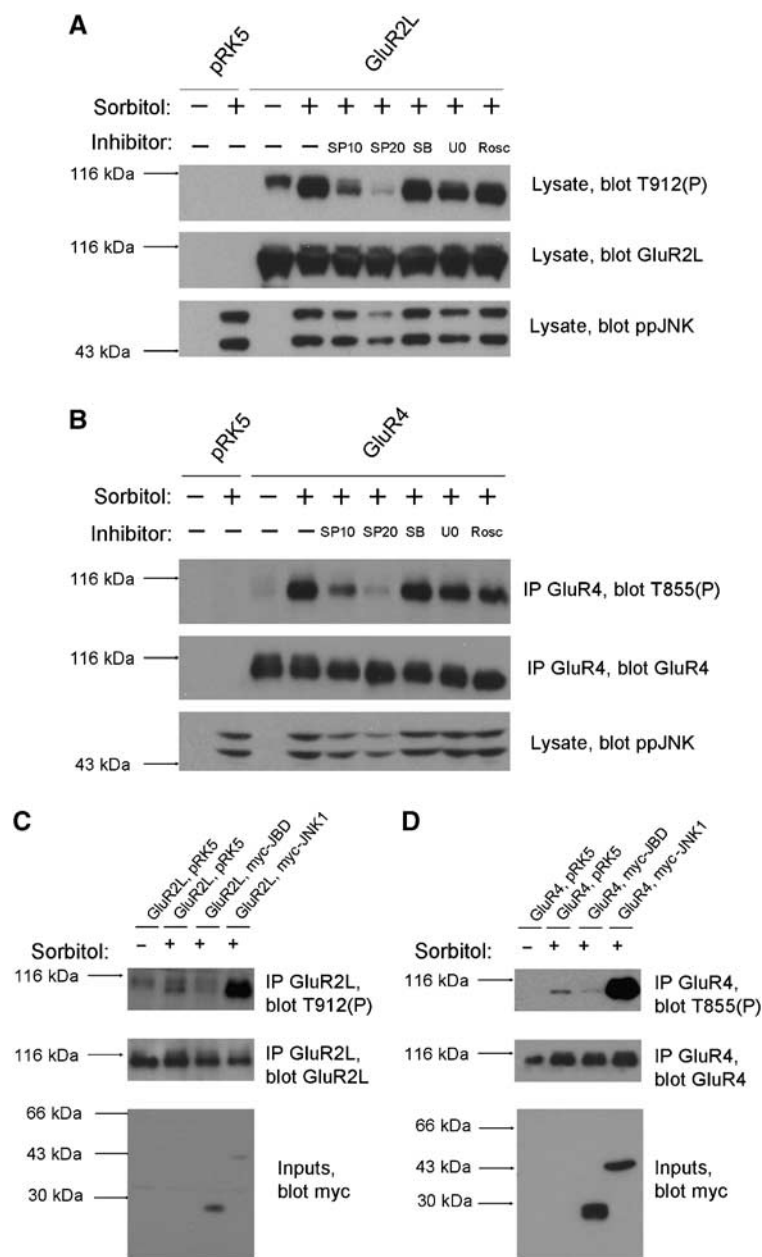 A
pRK5 GluR2L
Sorbitol: − + − + + + + + +
Inhibitor: − − − − SP10 SP20 SB U0 Rosc
116 kDa Lysate, blot T912(P)
116 kDa Lysate, blot GluR2L
Lysate, blot ppJNK
43 kDa
B
pRK5 GluR4
Sorbitol: − + − + + + + + +
Inhibitor: − − − − SP10 SP20 SB U0 Rosc
116 kDa IP GluR4, blot T855(P)
116 kDa IP GluR4, blot GluR4
Lysate, blot ppJNK
43 kDa
C
GluR2L, pRK5
GluR2L, pRK5
GluR2L, myc-JBD
GluR2L, myc-JNK1
Sorbitol: − + + +
116 kDa IP GluR2L,
blot T912(P)
116 kDa IP GluR2L,
blot GluR2L
66 kDa
43 kDa Inputs,
blot myc
30 kDa
D
GluR4, pRK5
GluR4, pRK5
GluR4, myc-JBD
GluR4, myc-JNK1
Sorbitol: − + + +
116 kDa IP GluR4,
blot T855(P)
116 kDa IP GluR4,
blot GluR4
66 kDa
43 kDa Inputs,
blot myc
30 kDa